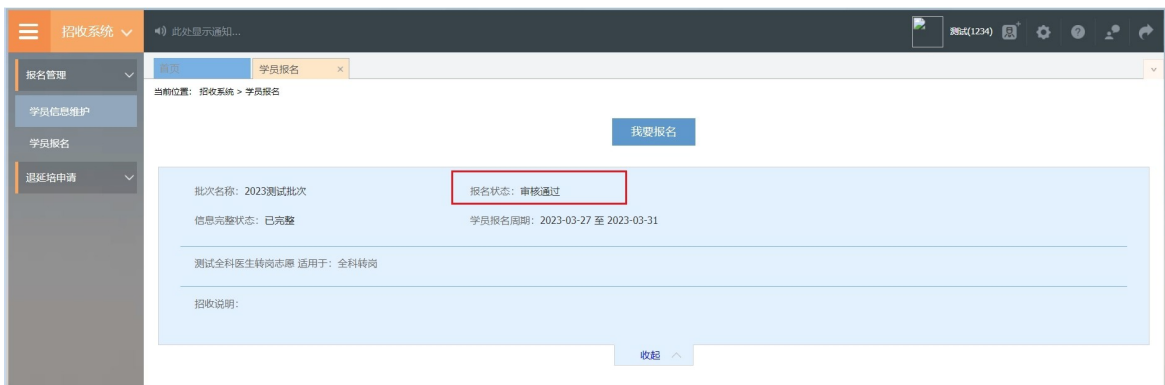 招收系统
此处显示通知...
测试(1234)
报名管理
学员信息维护
学员报名
退延培申请
首页
学员报名 ×
当前位置： 招收系统 > 学员报名
我要报名
批次名称：2023测试批次
报名状态：审核通过
信息完整状态：已完整
学员报名周期：2023-03-27 至 2023-03-31
测试全科医生转岗志愿 适用于：全科转岗
招收说明：
收起